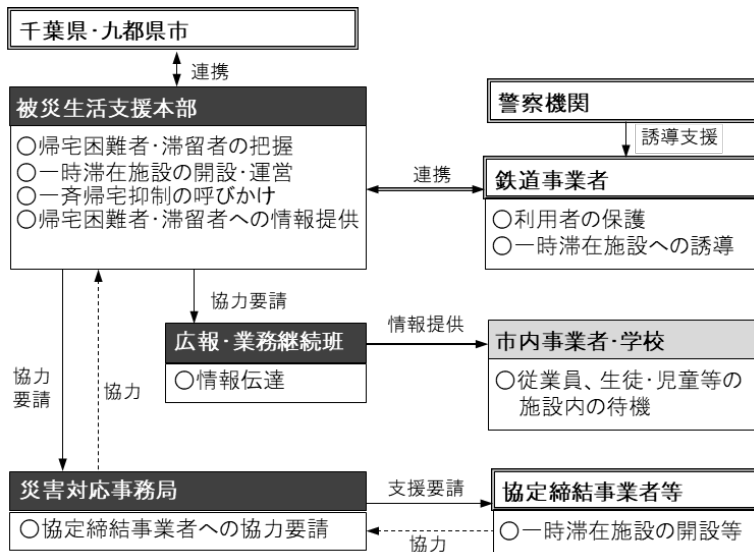 千葉県・九都県市
連携
被災生活支援本部
○帰宅困難者・滞留者の把握
○一時滞在施設の開設・運営
○一斉帰宅抑制の呼びかけ
○帰宅困難者・滞留者への情報提供
警察機関
誘導支援
連携
鉄道事業者
○利用者の保護
○一時滞在施設への誘導
協力要請
広報・業務継続班
○情報伝達
情報提供
市内事業者・学校
○従業員、生徒・児童等の
施設内の待機
協力
要請
協力
災害対応事務局
○協定締結事業者への協力要請
支援要請
協力
協定締結事業者等
○一時滞在施設の開設等